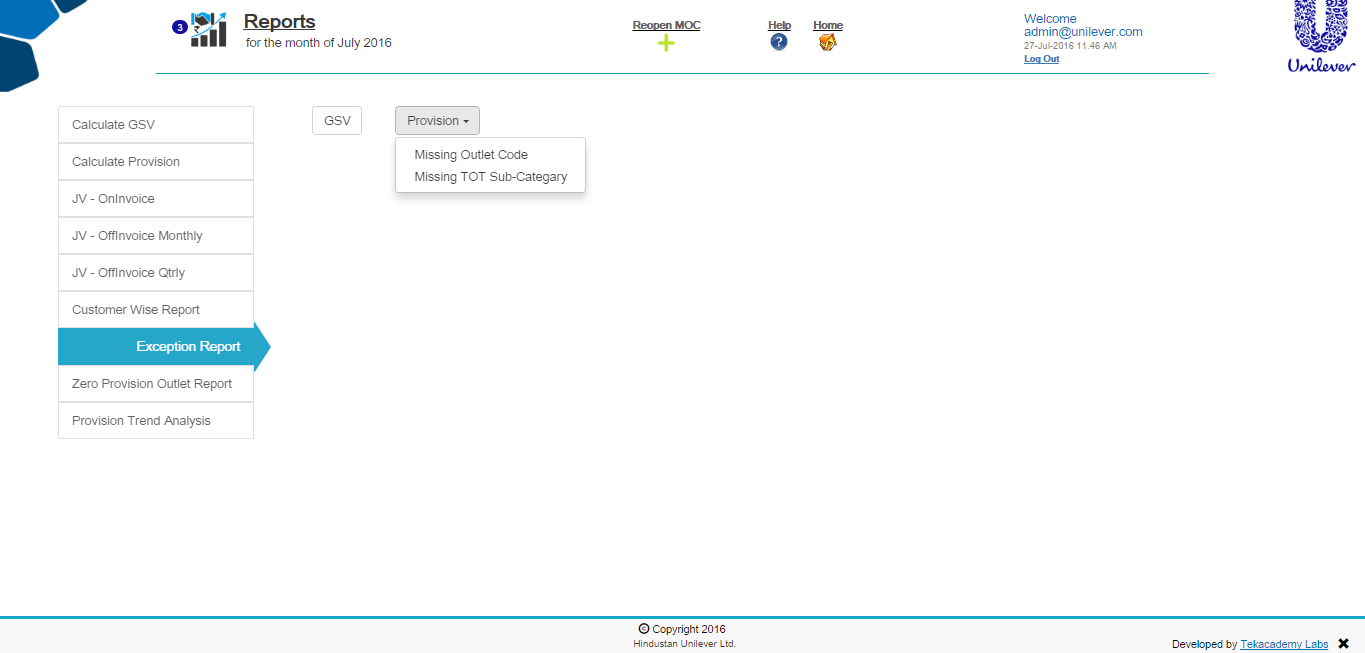 3
Reports
for the month of July 2016
Reopen MOC
Help
?
Home
Welcome
admin@unilever.com
27-Jul-2016 11.46 AM
Log Out
Unilever
Calculate GSV
Calculate Provision
JV - OnInvoice
JV - OffInvoice Monthly
JV - OffInvoice Qtrly
Customer Wise Report
Exception Report
Zero Provision Outlet Report
Provision Trend Analysis
GSV
Provision
Missing Outlet Code
Missing TOT Sub-Categary
© Copyright 2016
Hindustan Unilever Ltd.
Developed by Tekacademy Labs